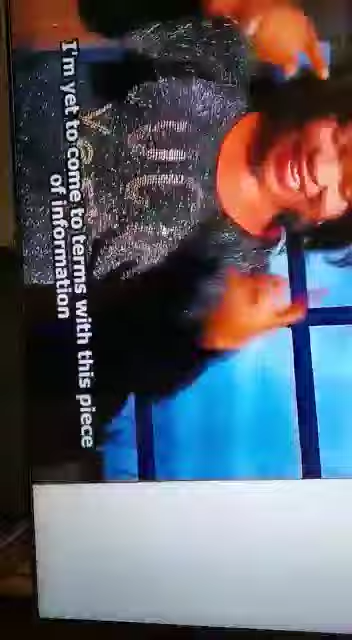 I'm yet to come to terms with this piece
of information